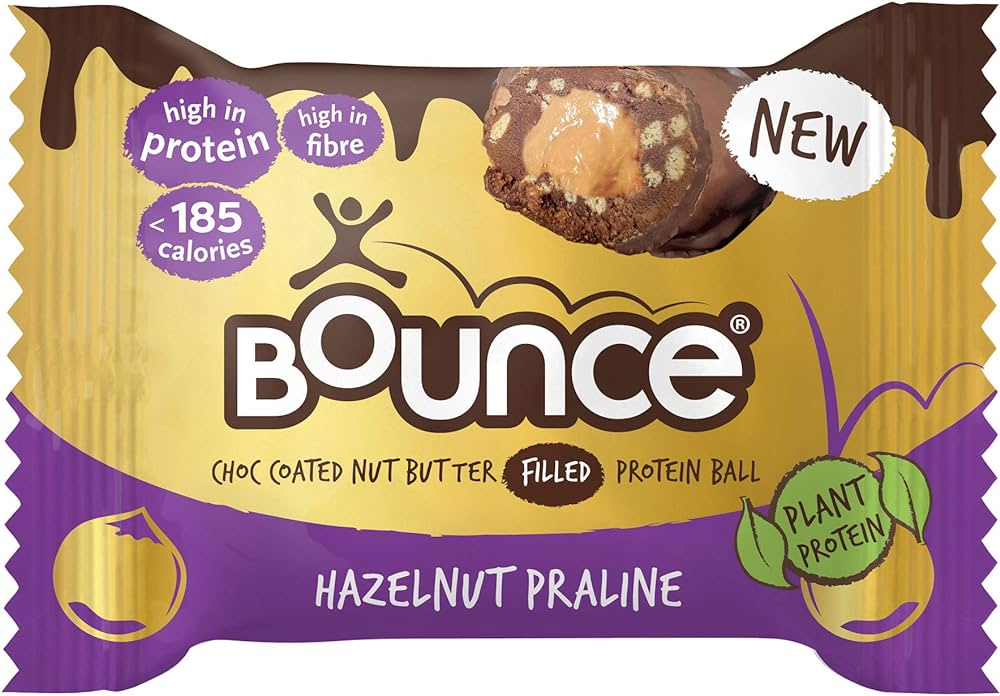 high in
protein
high in
fibre
< 185
calories
NEW
BOUNCE®
CHOC COATED NUT BUTTER FILLED PROTEIN BALL
PLANT
PROTEIN
HAZELNUT PRALINE